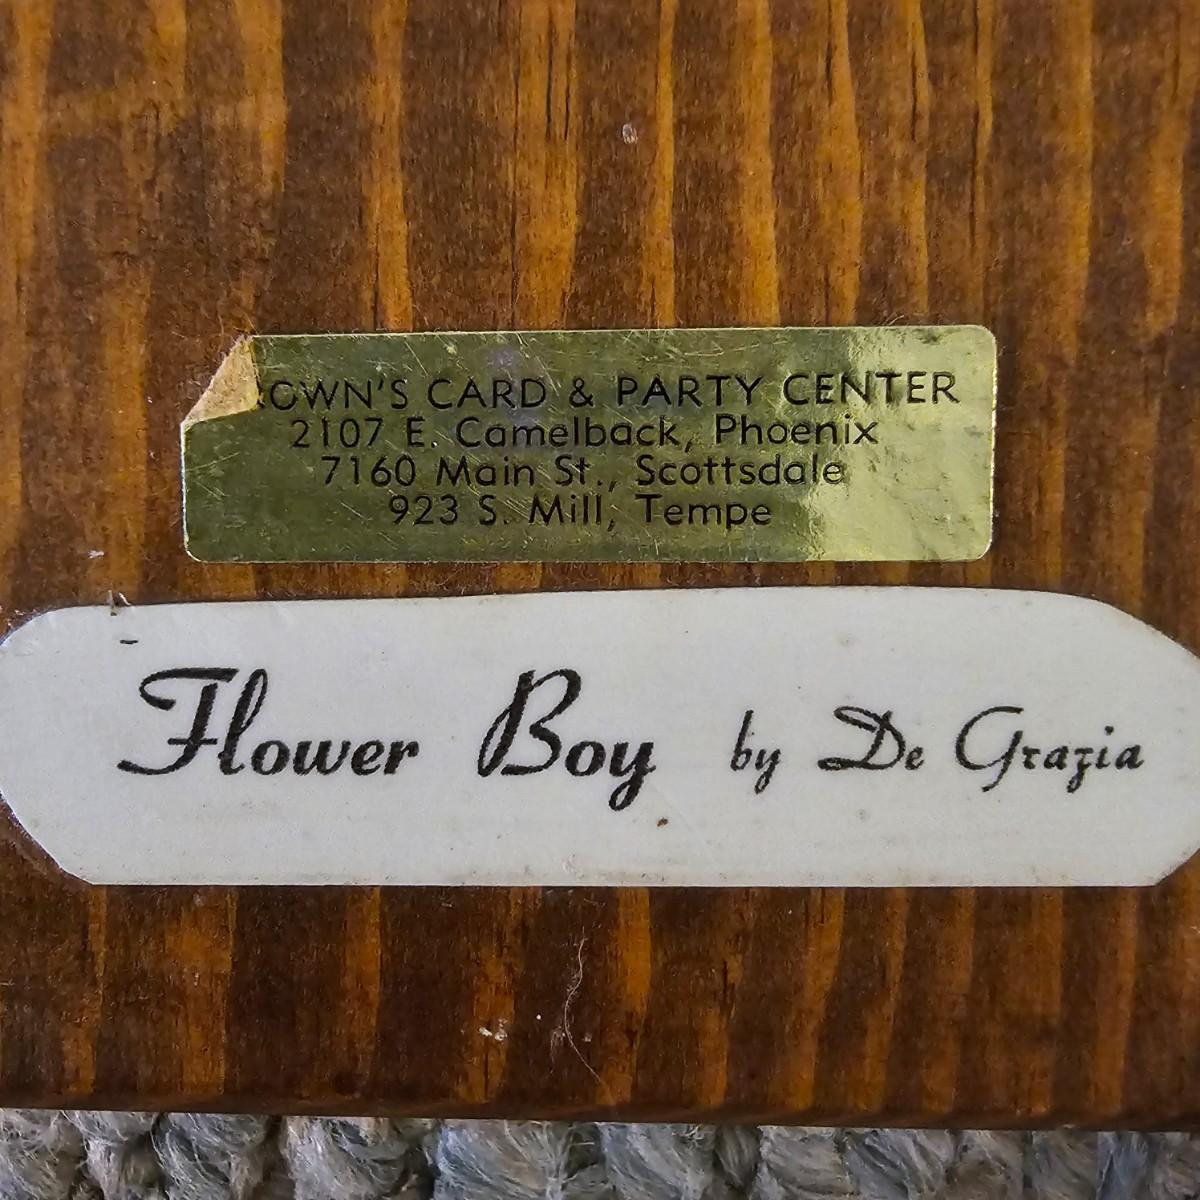 OWN'S CARD & PARTY CENTER
2107 E. Camelback, Phoenix
7160 Main St., Scottsdale
923 S. Mill, Tempe
Flower Boy by De Grazia